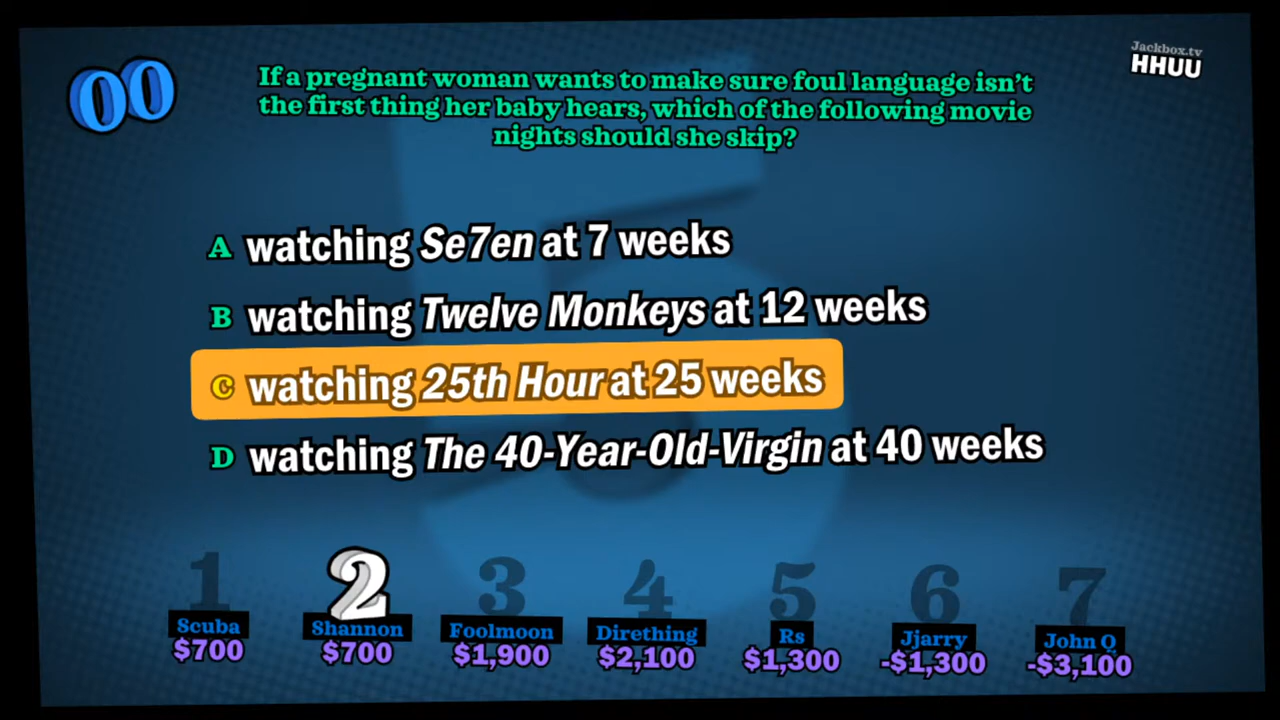 00
Jackbox.tv
HHUU
If a pregnant woman wants to make sure foul language isn't
the first thing her baby hears, which of the following movie
nights should she skip?
A watching Se7en at 7 weeks
B watching Twelve Monkeys at 12 weeks
C watching 25th Hour at 25 weeks
D watching The 40-Year-Old-Virgin at 40 weeks
5
1 2 3 4 5 6 7
Scuba Shannon Foolmoon Dirething Rs Jjarry John Q
$700 $700 $1,900 $2,100 $1,300 -$1,300 -$3,100